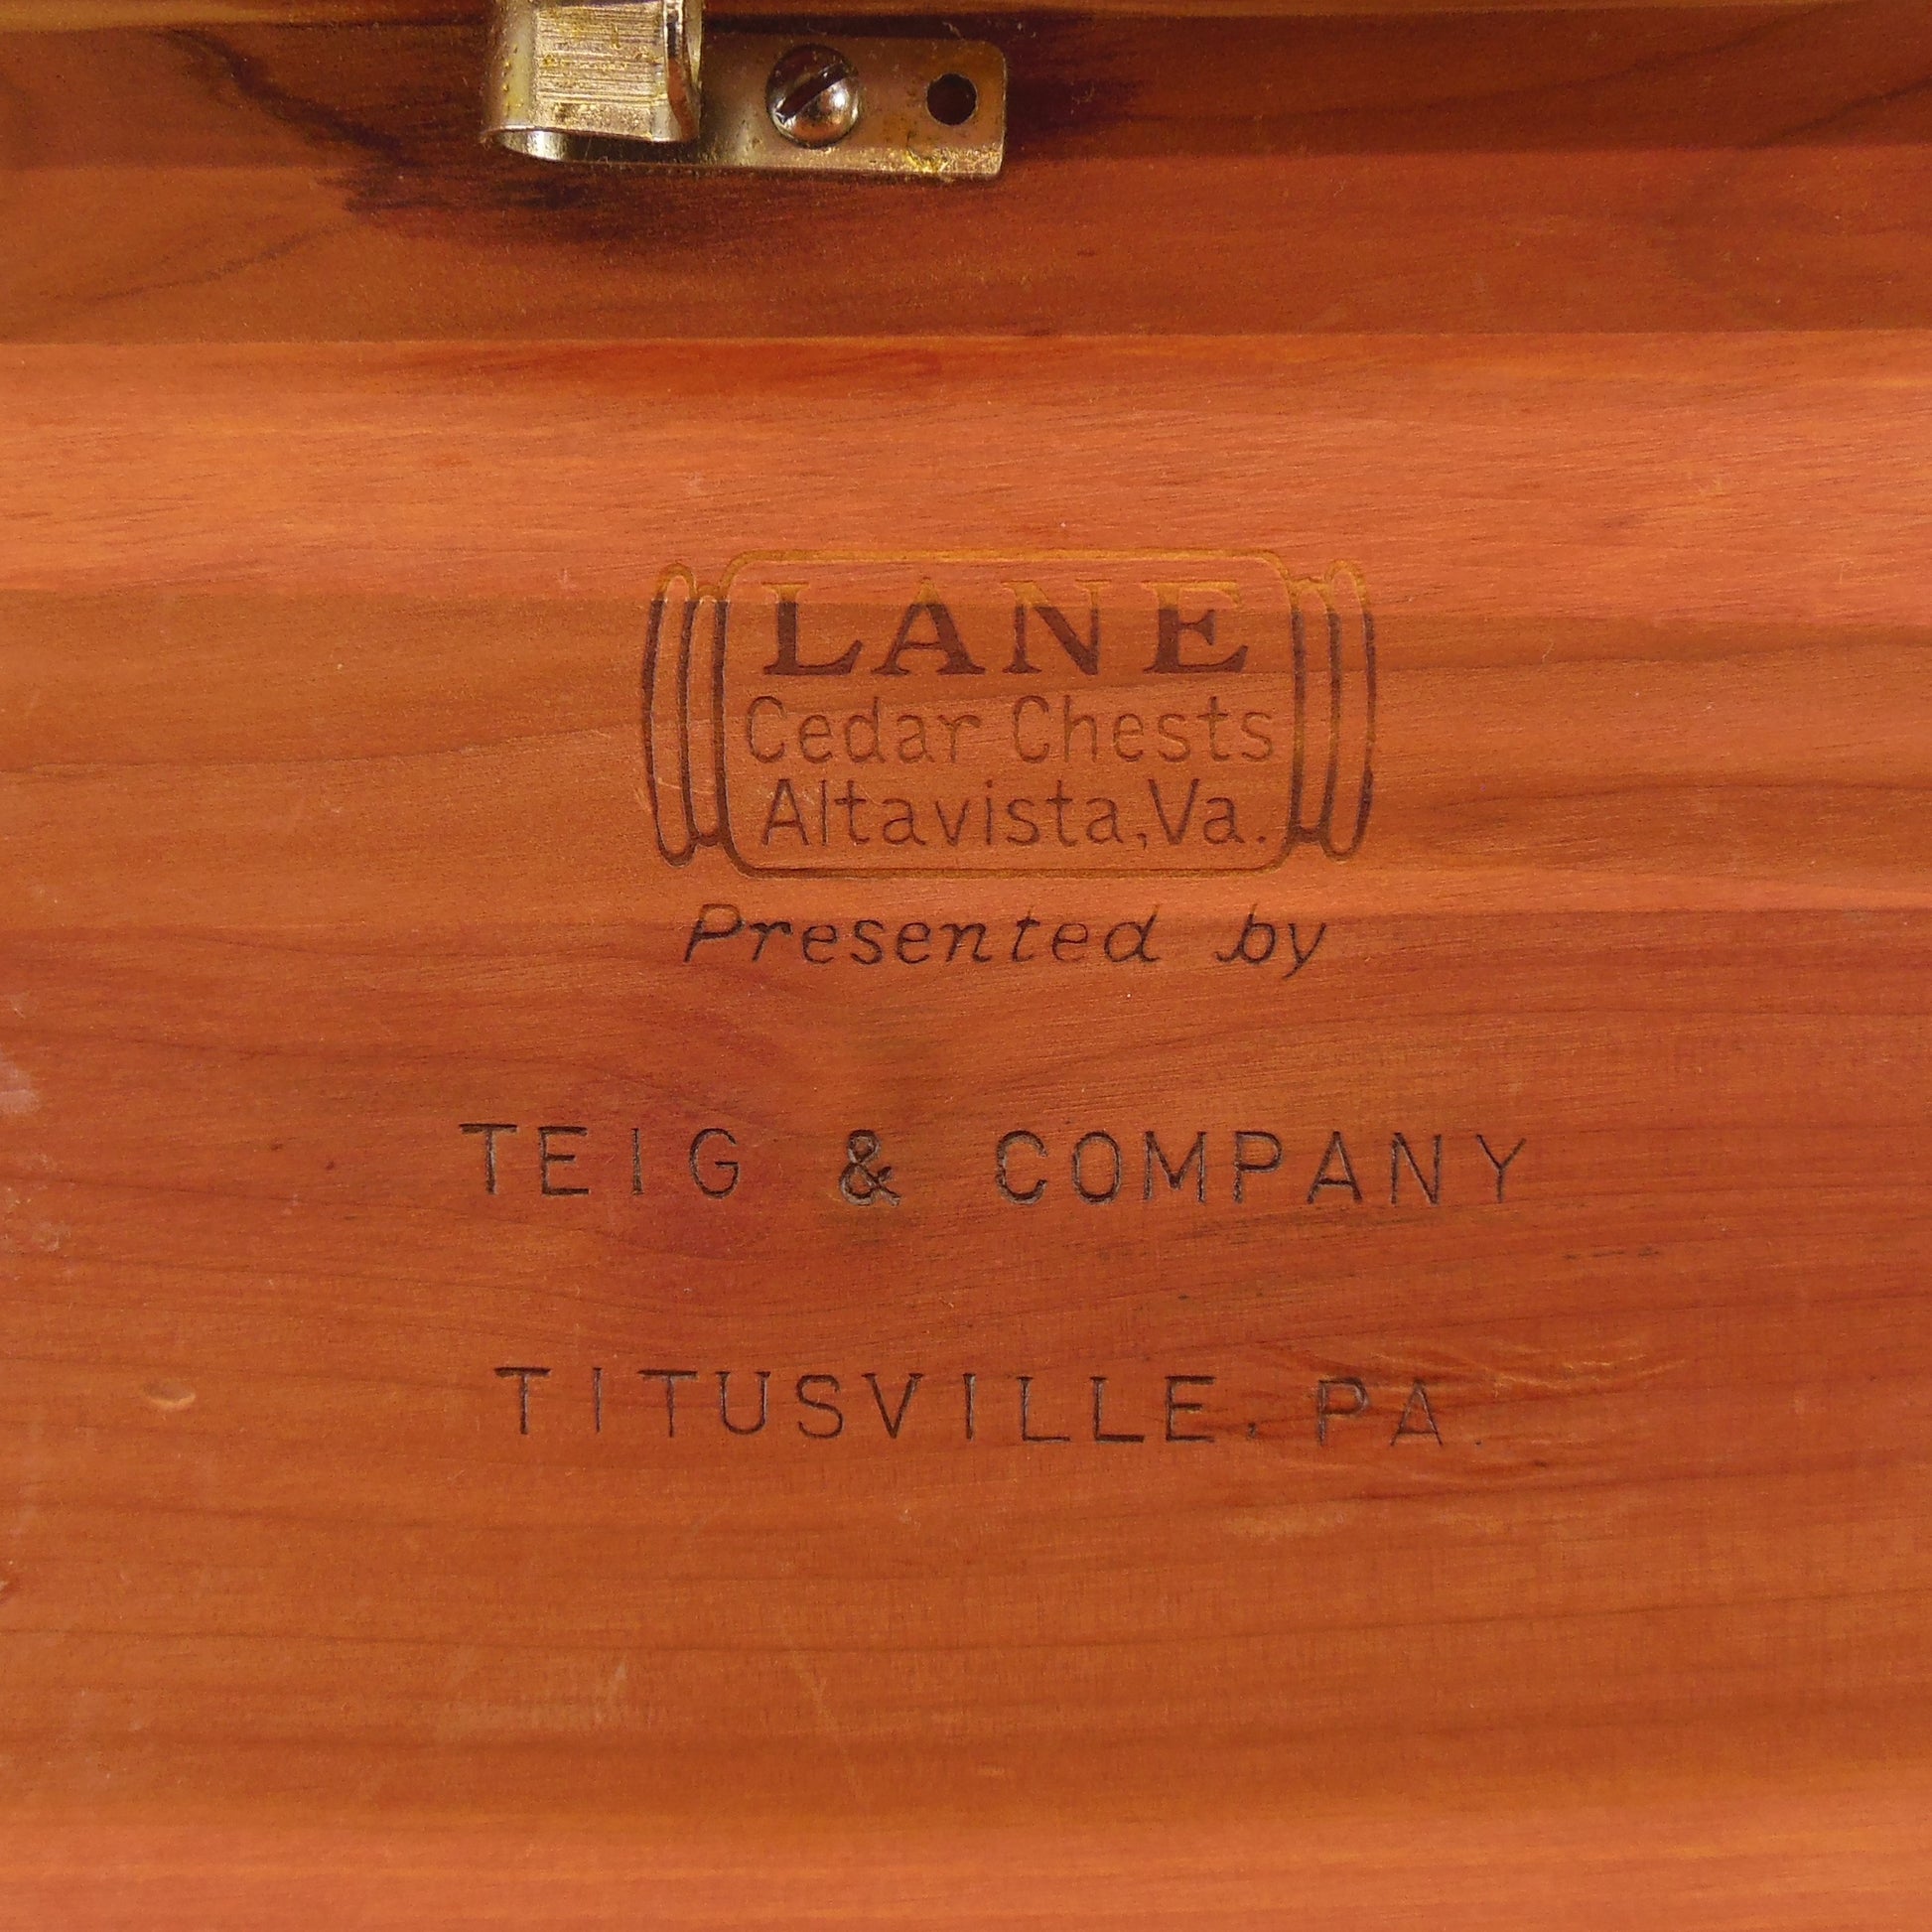 LANE
Cedar Chests
Altavista, Va.
Presented by
TEIG & COMPANY
TITUSVILLE, PA.